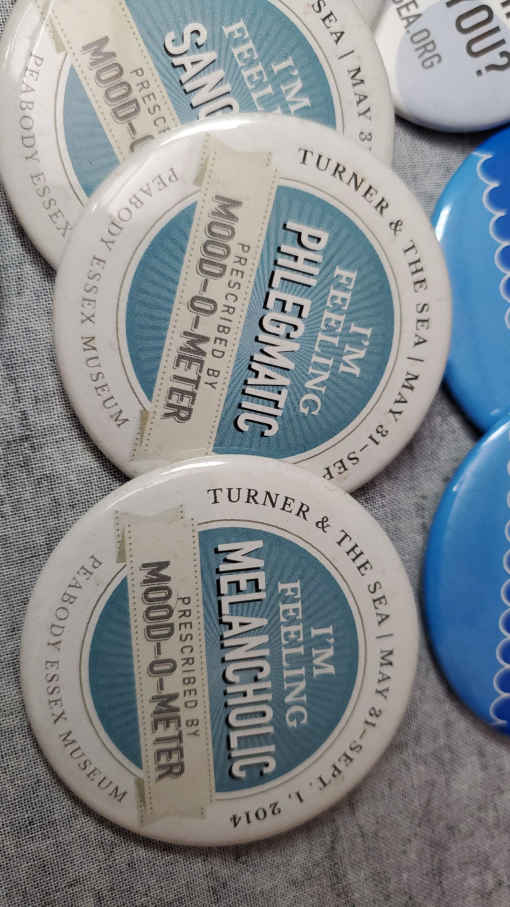 I'M
FEELING
PRESCRIBED BY
MOOD-O-METER
PEABODY ESSEX
SEA | MAY
TURNER & THE SEA | MAY 31-SEP
I'M
FEELING
PHLEGMATIC
PRESCRIBED BY
MOOD-O-METER
PEABODY ESSEX MUSEUM
TURNER & THE SEA | MAY 31-SEPT. 1, 2014
I'M
FEELING
MELANCHOLIC
PRESCRIBED BY
MOOD-O-METER
PEABODY ESSEX MUSEUM
YOU?
SEA.ORG